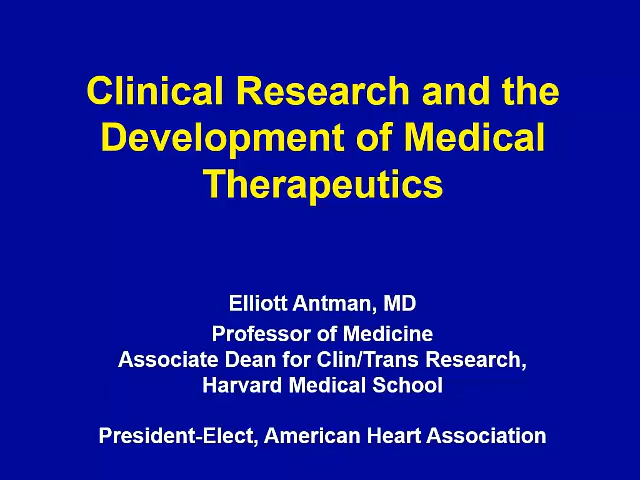 Clinical Research and the
Development of Medical
Therapeutics
Elliott Antman, MD
Professor of Medicine
Associate Dean for Clin/Trans Research,
Harvard Medical School
President-Elect, American Heart Association